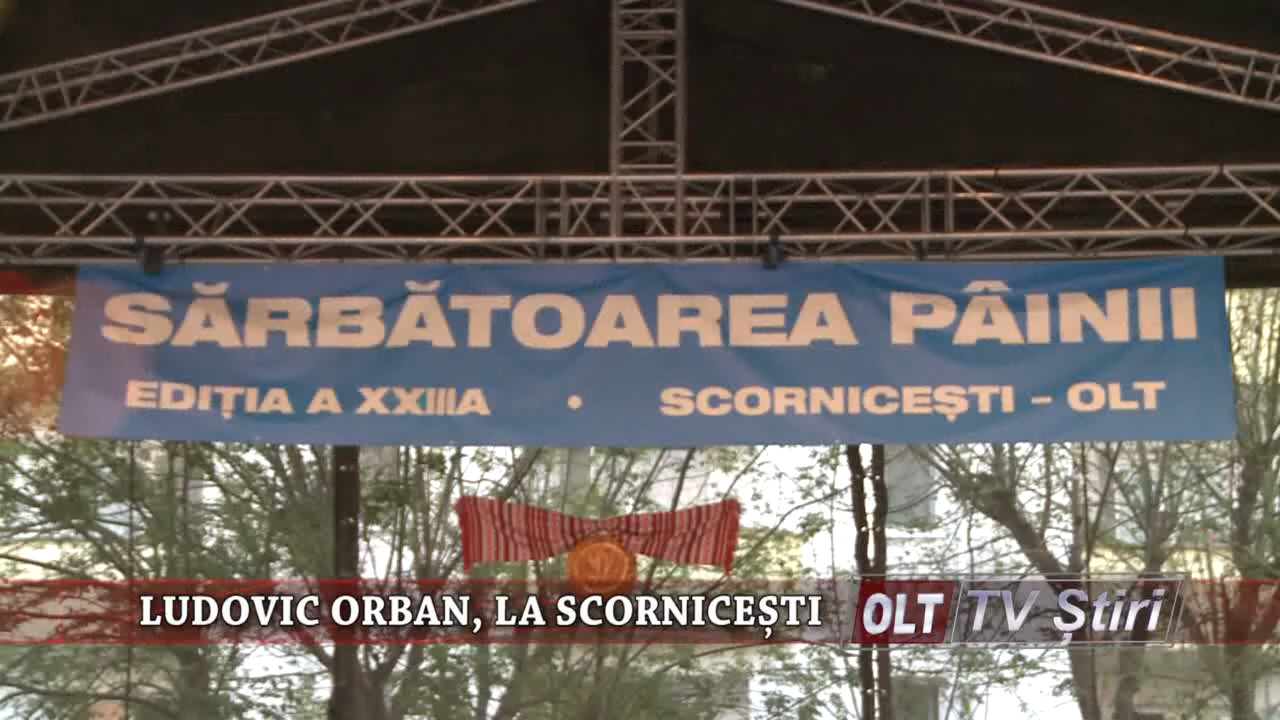 SĂRBĂTOAREA PÂINII
EDIȚIA A XXIIIA • SCORNICEȘTI - OLT
LUDOVIC ORBAN, LA SCORNICEȘTI
OLT TV Știri